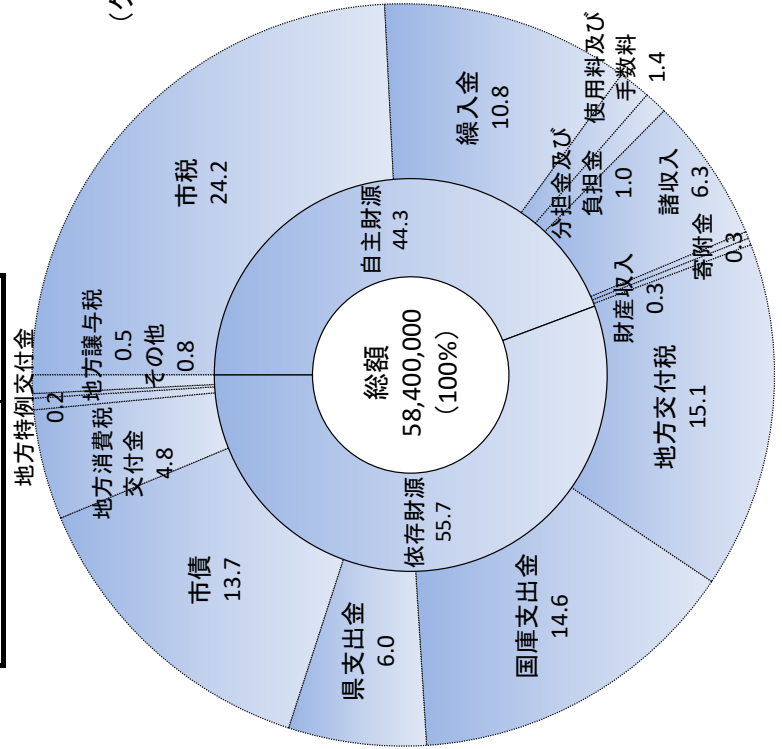 (グ
総額
58,400,000
(100%)
自主財源
44.3
依存財源
55.7
市税
24.2
繰入金
10.8
使用料及び
手数料
1.4
分担金及び
負担金
1.0
諸収入
6.3
寄附金
0.3
財産収入
0.3
地方交付税
15.1
国庫支出金
14.6
県支出金
6.0
市債
13.7
地方消費税
交付金
4.8
地方特例交付金
0.2
地方譲与税
0.5
その他
0.8